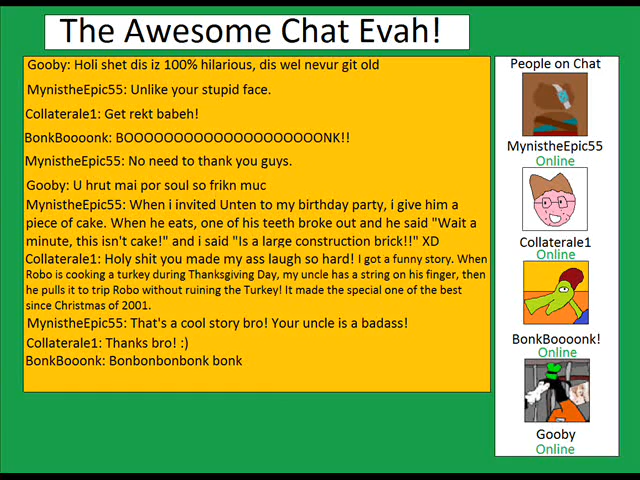 The Awesome Chat Evah!
Gooby: Holi shet dis iz 100% hilarious, dis wel nevur git old
MynistheEpic55: Unlike your stupid face.
Collaterale1: Get rekt babeh!
BonkBoooonk: BOOOOOOOOOOOOOOOOOOOOONK!!
MynistheEpic55: No need to thank you guys.
Gooby: U hrut mai por soul so frikn muc
MynistheEpic55: When i invited Unten to my birthday party, i give him a
piece of cake. When he eats, one of his teeth broke out and he said "Wait a
minute, this isn't cake!" and i said "Is a large construction brick!!" XD
Collaterale1: Holy shit you made my ass laugh so hard! I got a funny story. When
Robo is cooking a turkey during Thanksgiving Day, my uncle has a string on his finger, then
he pulls it to trip Robo without ruining the Turkey! It made the special one of the best
since Christmas of 2001.
MynistheEpic55: That's a cool story bro! Your uncle is a badass!
Collaterale1: Thanks bro! :)
BonkBooonk: Bonbonbonbonk bonk
People on Chat
MynistheEpic55
Online
Collaterale1
Online
BonkBoooonk!
Online
Gooby
Online